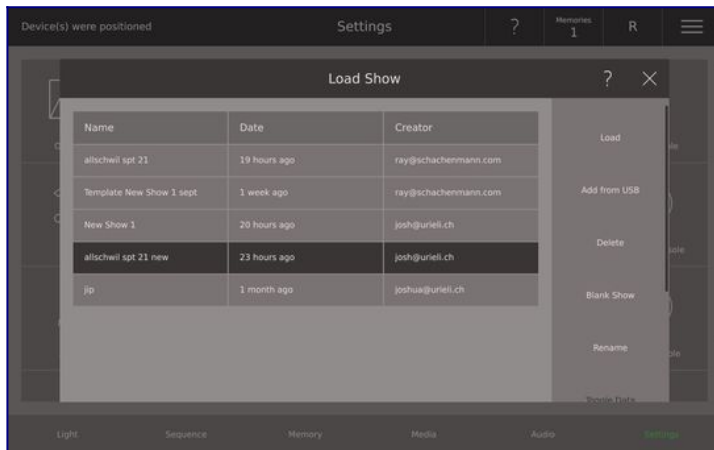 Device(s) were positioned
Settings
?
Memories
1
R
Load Show
?
Name Date Creator
allschwil spt 21 19 hours ago ray@schachenmann.com
Template New Show 1 sept 1 week ago ray@schachenmann.com
New Show 1 20 hours ago josh@urieli.ch
allschwil spt 21 new 23 hours ago josh@urieli.ch
jip 1 month ago joshua@urieli.ch
Load
Add from USB
Delete
Blank Show
Rename
Toggle Data
Light Sequence Memory Media Audio Settings